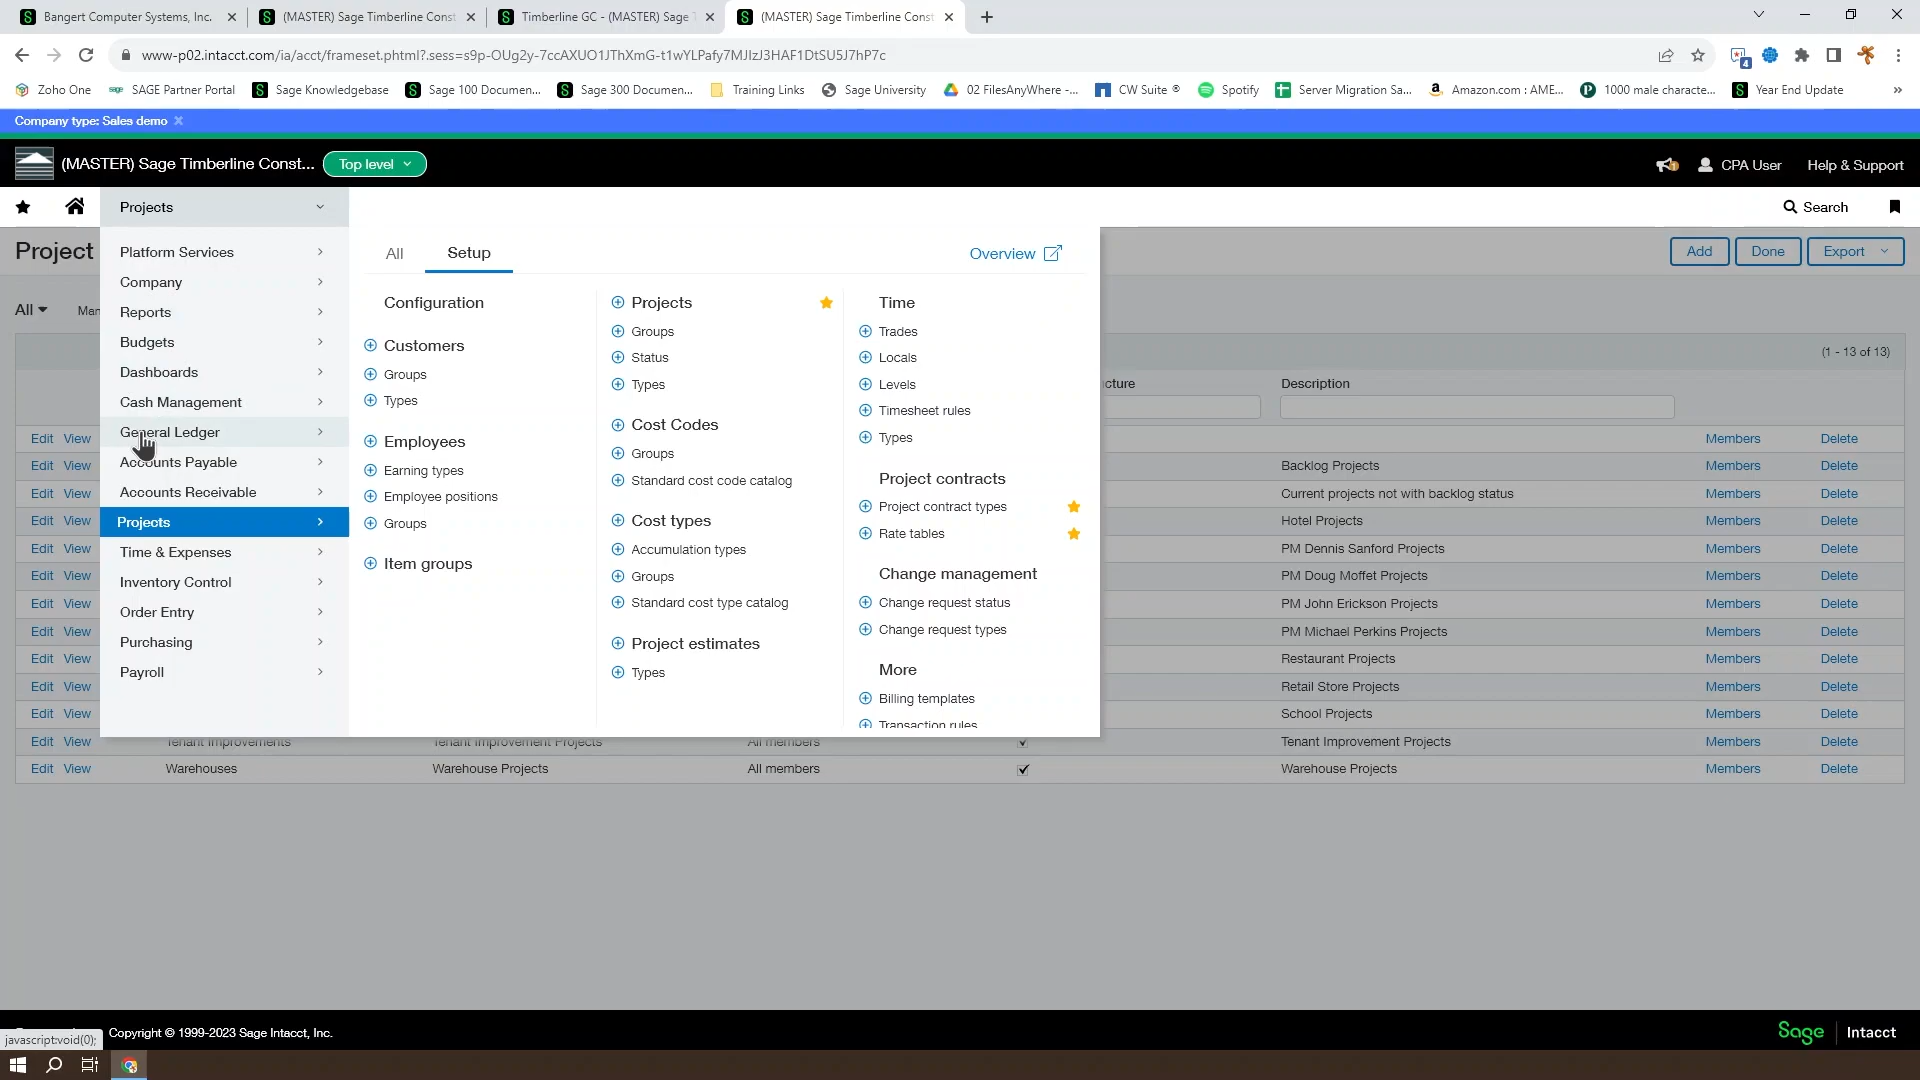 Bangert Computer Systems, Inc.
(MASTER) Sage Timberline Const
Timberline GC - (MASTER) Sage T
(MASTER) Sage Timberline Const
www-p02.intacct.com/ia/acct/frameset.phtml?.sess=s9p-OUg2y-7ccAXUO1JThXmG-t1wYLPafy7MJIzJ3HAF1DtSU5J7hP7c
4
Zoho One
sage SAGE Partner Portal
Sage Knowledgebase
Sage 100 Documen...
Sage 300 Documen...
Training Links
Sage University
02 FilesAnyWhere -...
CW Suite ®
Spotify
Server Migration Sa...
Amazon.com : AME...
1000 male characte...
Year End Update
»
Company type: Sales demo
(MASTER) Sage Timberline Const...
Top level
CPA User
Help & Support
Projects
Search
Project
Add
Done
Export
All
Man
(1 - 13 of 13)
Platform Services
Company
Reports
Budgets
Dashboards
Cash Management
General Ledger
Accounts Payable
Accounts Receivable
Projects
Time & Expenses
Inventory Control
Order Entry
Purchasing
Payroll
All
Setup
Overview
Configuration
Customers
Groups
Types
Employees
Earning types
Employee positions
Groups
Item groups
Projects
Groups
Status
Types
Cost Codes
Groups
Standard cost code catalog
Cost types
Accumulation types
Groups
Standard cost type catalog
Project estimates
Types
Time
Trades
Locals
Levels
Timesheet rules
Types
Project contracts
Project contract types
Rate tables
Change management
Change request status
Change request types
More
Billing templates
Transaction rules
cture
Description
Edit View Members Delete
Edit View Backlog Projects Members Delete
Edit View Current projects not with backlog status Members Delete
Edit View Hotel Projects Members Delete
Edit View PM Dennis Sanford Projects Members Delete
Edit View PM Doug Moffet Projects Members Delete
Edit View PM John Erickson Projects Members Delete
Edit View PM Michael Perkins Projects Members Delete
Edit View Restaurant Projects Members Delete
Edit View Retail Store Projects Members Delete
Edit View School Projects Members Delete
Edit View Tenant Improvements Tenant Improvement Projects All members Tenant Improvement Projects Members Delete
Edit View Warehouses Warehouse Projects All members Warehouse Projects Members Delete
Copyright © 1999-2023 Sage Intacct, Inc.
Sage Intacct
javascript:void(0);